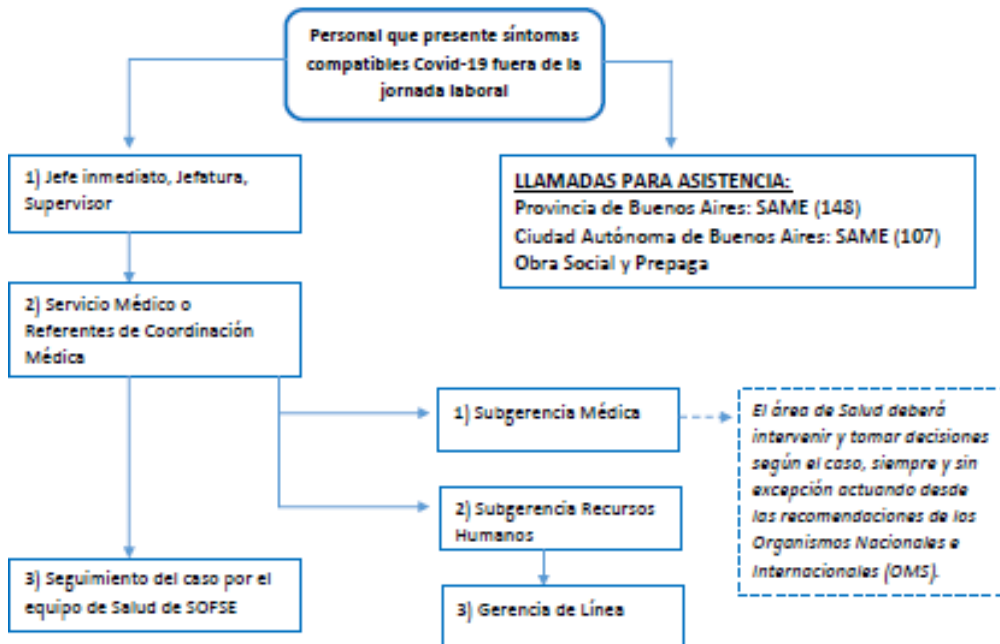 Personal que presente síntomas
compatibles Covid-19 fuera de la
jornada laboral
1) Jefe inmediato, Jefatura,
Supervisor
LLAMADAS PARA ASISTENCIA:
Provincia de Buenos Aires: SAME (148)
Ciudad Autónoma de Buenos Aires: SAME (107)
Obra Social y Prepaga
2) Servicio Médico o
Referentes de Coordinación
Médica
1) Subgerencia Médica
El área de Salud deberá
intervenir y tomar decisiones
según el caso, siempre y sin
excepción actuando desde
las recomendaciones de los
Organismos Nacionales e
Internacionales (OMS).
2) Subgerencia Recursos
Humanos
3) Seguimiento del caso por el
equipo de Salud de SOFSE
3) Gerencia de Línea